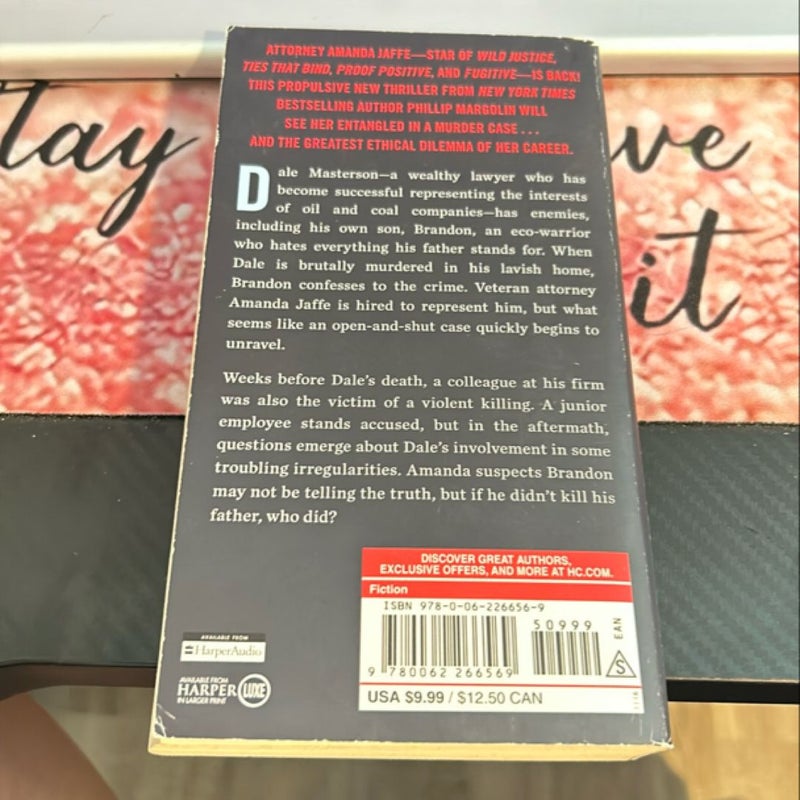 ATTORNEY AMANDA JAFFE—STAR OF WILD JUSTICE,
TIES THAT BIND, PROOF POSITIVE, AND FUGITIVE—IS BACK!
THIS PROPULSIVE NEW THRILLER FROM NEW YORK TIMES
BESTSELLING AUTHOR PHILLIP MARGOLIN WILL
SEE HER ENTANGLED IN A MURDER CASE . . .
AND THE GREATEST ETHICAL DILEMMA OF HER CAREER.
Dale Masterson—a wealthy lawyer who has
become successful representing the interests
of oil and coal companies—has enemies,
including his own son, Brandon, an eco-warrior
who hates everything his father stands for. When
Dale is brutally murdered in his lavish home,
Brandon confesses to the crime. Veteran attorney
Amanda Jaffe is hired to represent him, but what
seems like an open-and-shut case quickly begins to
unravel.
Weeks before Dale's death, a colleague at his firm
was also the victim of a violent killing. A junior
employee stands accused, but in the aftermath,
questions emerge about Dale's involvement in some
troubling irregularities. Amanda suspects Brandon
may not be telling the truth, but if he didn't kill his
father, who did?
DISCOVER GREAT AUTHORS,
EXCLUSIVE OFFERS, AND MORE AT HC.COM.
Fiction
ISBN 978-0-06-226656-9
50999
EAN
9 780062 266569
S
USA $9.99 / $12.50 CAN
1116
AVAILABLE FROM
HarperAudio
AVAILABLE FROM
HARPER LUXE
IN LARGER PRINT
tay
ve
it